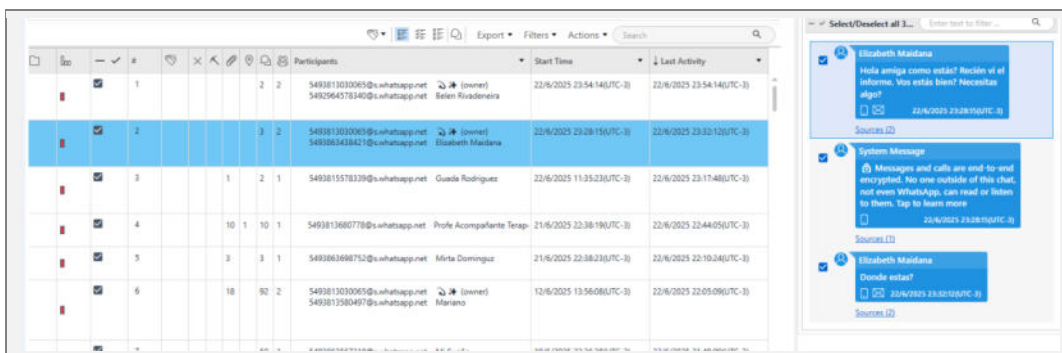 Select/Deselect all 3... Enter text to filter ...
Export Filters Actions Search
# Participants Start Time Last Activity
1 2 2 5493813030065@s.whatsapp.net (owner) 22/6/2025 23:54:14(UTC-3) 22/6/2025 23:54:14(UTC-3)
5492964578340@s.whatsapp.net Belen Rivadeneira
2 3 2 5493813030065@s.whatsapp.net (owner) 22/6/2025 23:28:15(UTC-3) 22/6/2025 23:32:12(UTC-3)
5493863438421@s.whatsapp.net Elizabeth Maidana
3 1 2 1 5493815578339@s.whatsapp.net Guada Rodriguez 22/6/2025 11:35:23(UTC-3) 22/6/2025 23:17:48(UTC-3)
4 10 1 10 1 5493813680778@s.whatsapp.net Profe Acompañante Terap- 21/6/2025 22:38:19(UTC-3) 22/6/2025 22:44:05(UTC-3)
5 3 3 1 5493863698752@s.whatsapp.net Mirta Dominguz 21/6/2025 22:38:23(UTC-3) 22/6/2025 22:10:24(UTC-3)
6 18 92 2 5493813030065@s.whatsapp.net (owner) 12/6/2025 13:56:08(UTC-3) 22/6/2025 22:05:09(UTC-3)
5493813580497@s.whatsapp.net Mariano
Elizabeth Maidana
Hola amiga como estás? Recién vi el
informe. Vos estás bien? Necesitas
algo?
22/6/2025 23:28:15(UTC-3)
Sources (2)
System Message
Messages and calls are end-to-end
encrypted. No one outside of this chat,
not even WhatsApp, can read or listen
to them. Tap to learn more
22/6/2025 23:28:15(UTC-3)
Sources (1)
Elizabeth Maidana
Donde estas?
22/6/2025 23:32:12(UTC-3)
Sources (2)